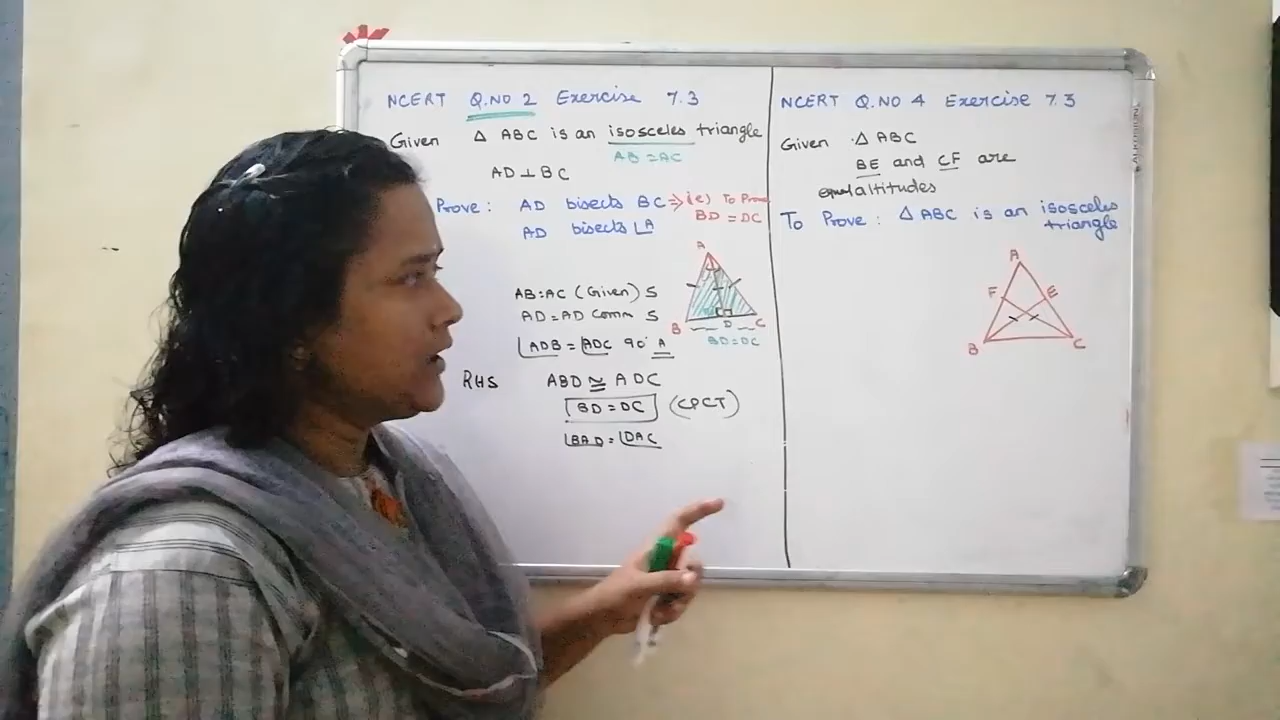 NCERT Q.NO 2 Exercise 7.3
Given Δ ABC is an isosceles triangle
AB = AC
AD ⊥ BC
Prove : AD bisects BC ⇒ i.e) To Prove
BD = DC
AD bisects ∠A
A
B D C
BD = DC
AB = AC (Given) S
AD = AD Comm S
∠ADB = ∠ADC 90° A
RHS ABD ≅ ADC
BD = DC (CPCT)
∠BAD = ∠DAC
NCERT Q.NO 4 Exercise 7.3
Given Δ ABC
BE and CF are
equal altitudes
To Prove : Δ ABC is an isosceles
triangle
A
F E
B C